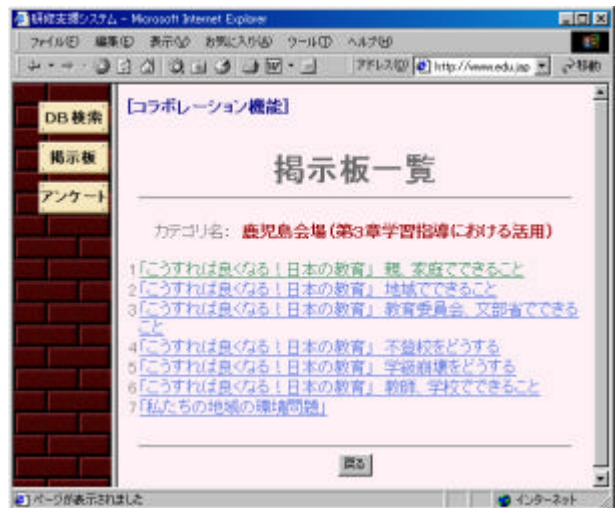 研修支援システム - Microsoft Internet Explorer
ファイル(F) 編集(E) 表示(V) お気に入り(A) ツール(T) ヘルプ(H)
アドレス(D) http://www.edu.jap 移動
DB検索
掲示板
アンケート
[コラボレーション機能]
掲示板一覧
カテゴリ名: 鹿児島会場(第3章学習指導における活用)
1「こうすれば良くなる！日本の教育」 親、家庭でできること
2「こうすれば良くなる！日本の教育」 地域でできること
3「こうすれば良くなる！日本の教育」 教育委員会、文部省でできる
こと
4「こうすれば良くなる！日本の教育」 不登校をどうする
5「こうすれば良くなる！日本の教育」 学級崩壊をどうする
6「こうすれば良くなる！日本の教育」 教師、学校でできること
7「私たちの地域の環境問題」
戻る
ページが表示されました
インターネット